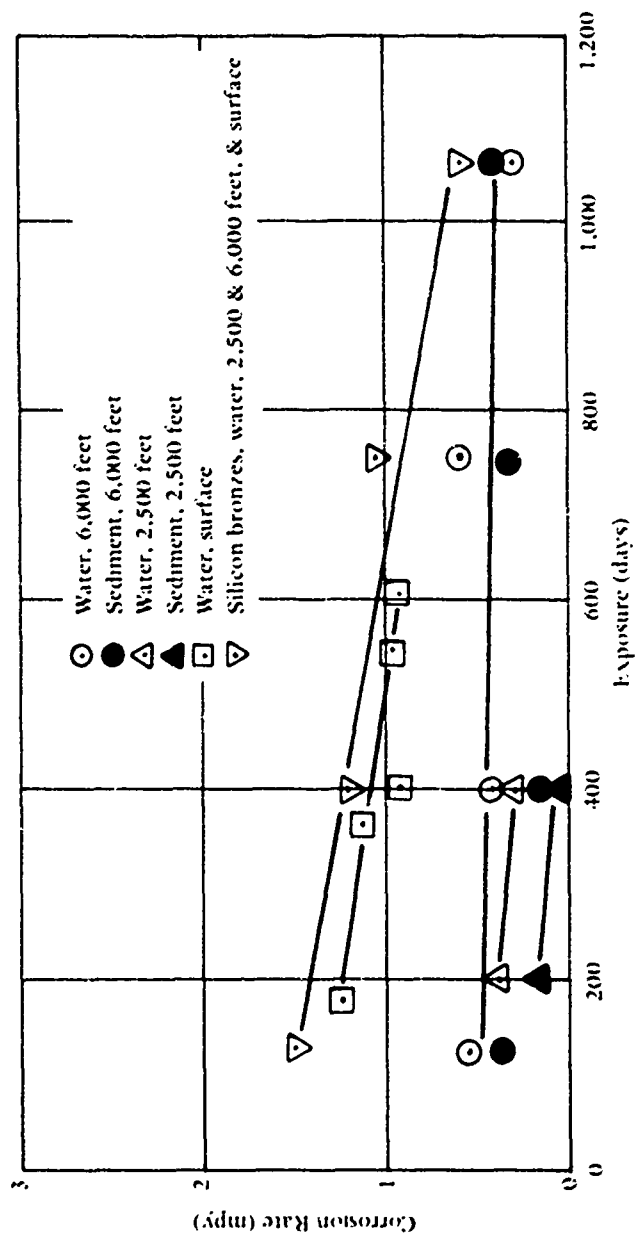 Water, 6,000 feet
Sediment, 6,000 feet
Water, 2,500 feet
Sediment, 2,500 feet
Water, surface
Silicon bronzes, water, 2,500 & 6,000 feet, & surface
3
2
1
0
Corrosion Rate (mpy)
0
200
400
600
800
1,000
1,200
Exposure (days)